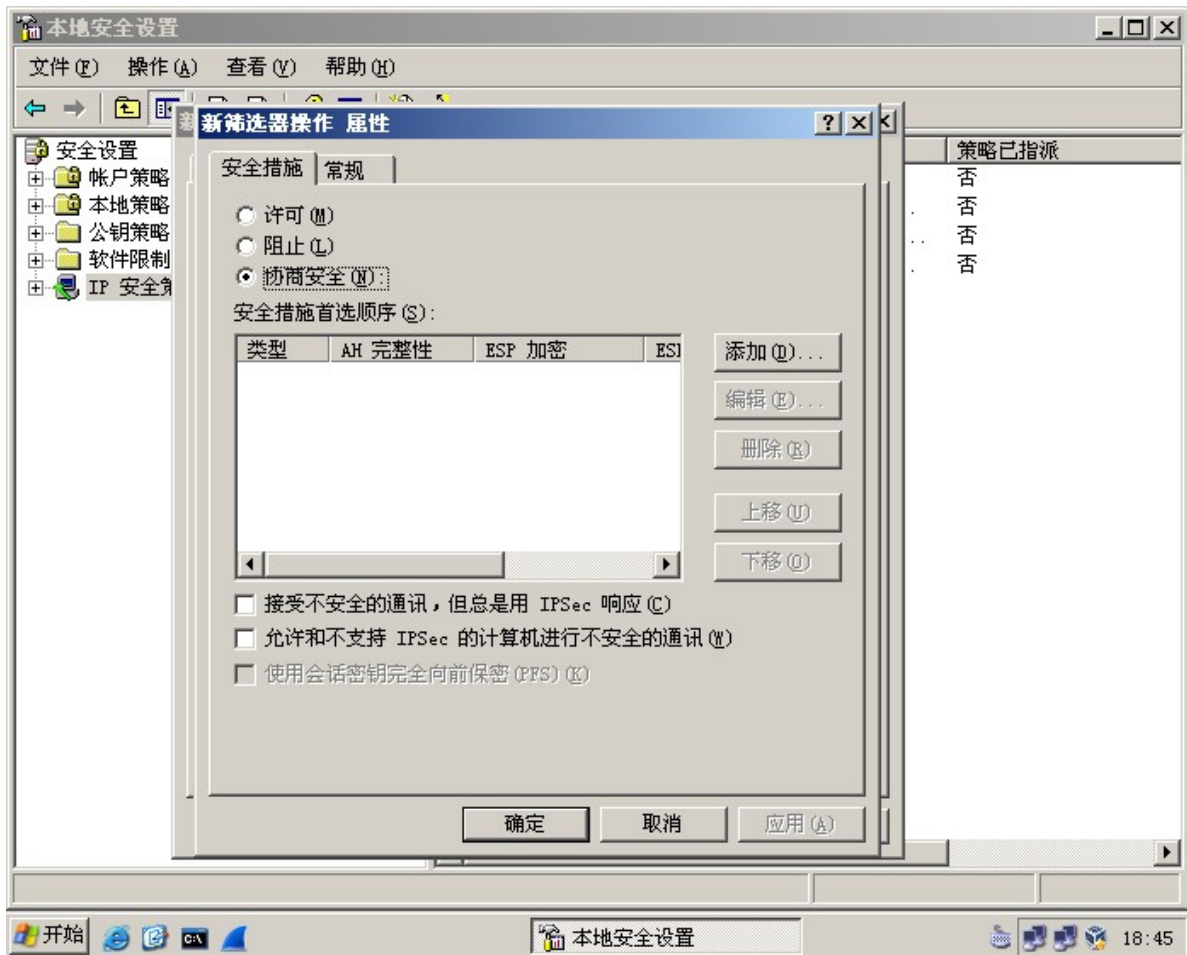 本地安全设置
文件(F) 操作(A) 查看(V) 帮助(H)
新筛选器操作 属性
安全设置
帐户策略
本地策略
公钥策略
软件限制
IP 安全策
策略已指派
否
否
否
否
安全措施 常规
许可(M)
阻止(L)
协商安全(N):
安全措施首选顺序(S):
类型 AH 完整性 ESP 加密 ESP
添加(D)...
编辑(E)...
删除(R)
上移(U)
下移(O)
接受不安全的通讯，但总是用 IPSec 响应(C)
允许和不支持 IPSec 的计算机进行不安全的通讯(W)
使用会话密钥完全向前保密(PFS)(K)
确定 取消 应用(A)
开始 本地安全设置 18:45